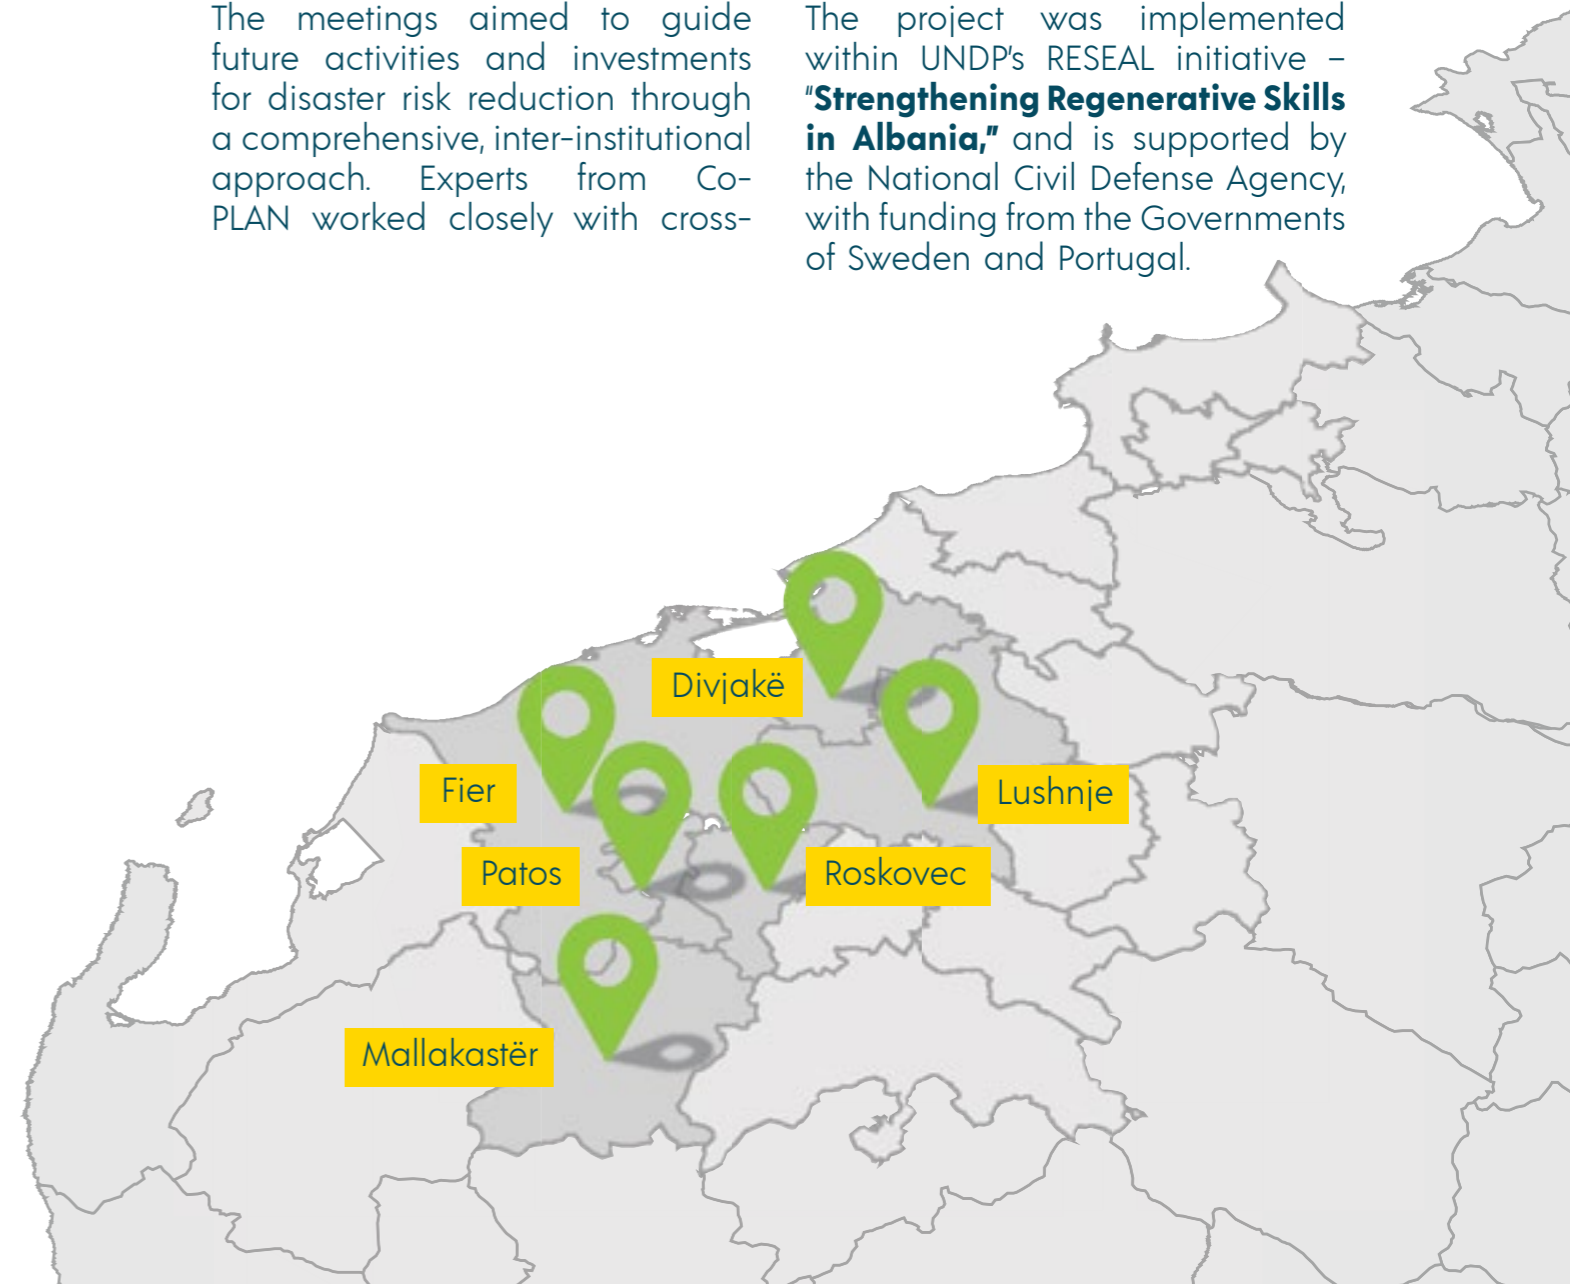 The meetings aimed to guide
future activities and investments
for disaster risk reduction through
a comprehensive, inter-institutional
approach. Experts from Co-
PLAN worked closely with cross-
The project was implemented
within UNDP's RESEAL initiative –
"Strengthening Regenerative Skills
in Albania," and is supported by
the National Civil Defense Agency,
with funding from the Governments
of Sweden and Portugal.
Divjakë
Fier
Lushnje
Patos
Roskovec
Mallakastër